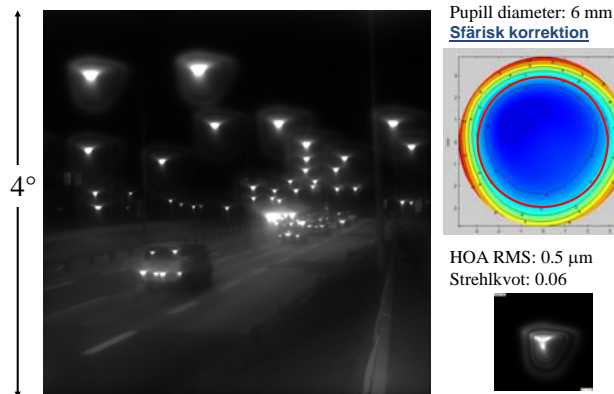 Pupill diameter: 6 mm
Sfärisk korrektion
4°
HOA RMS: 0.5 µm
Strehlkvot: 0.06